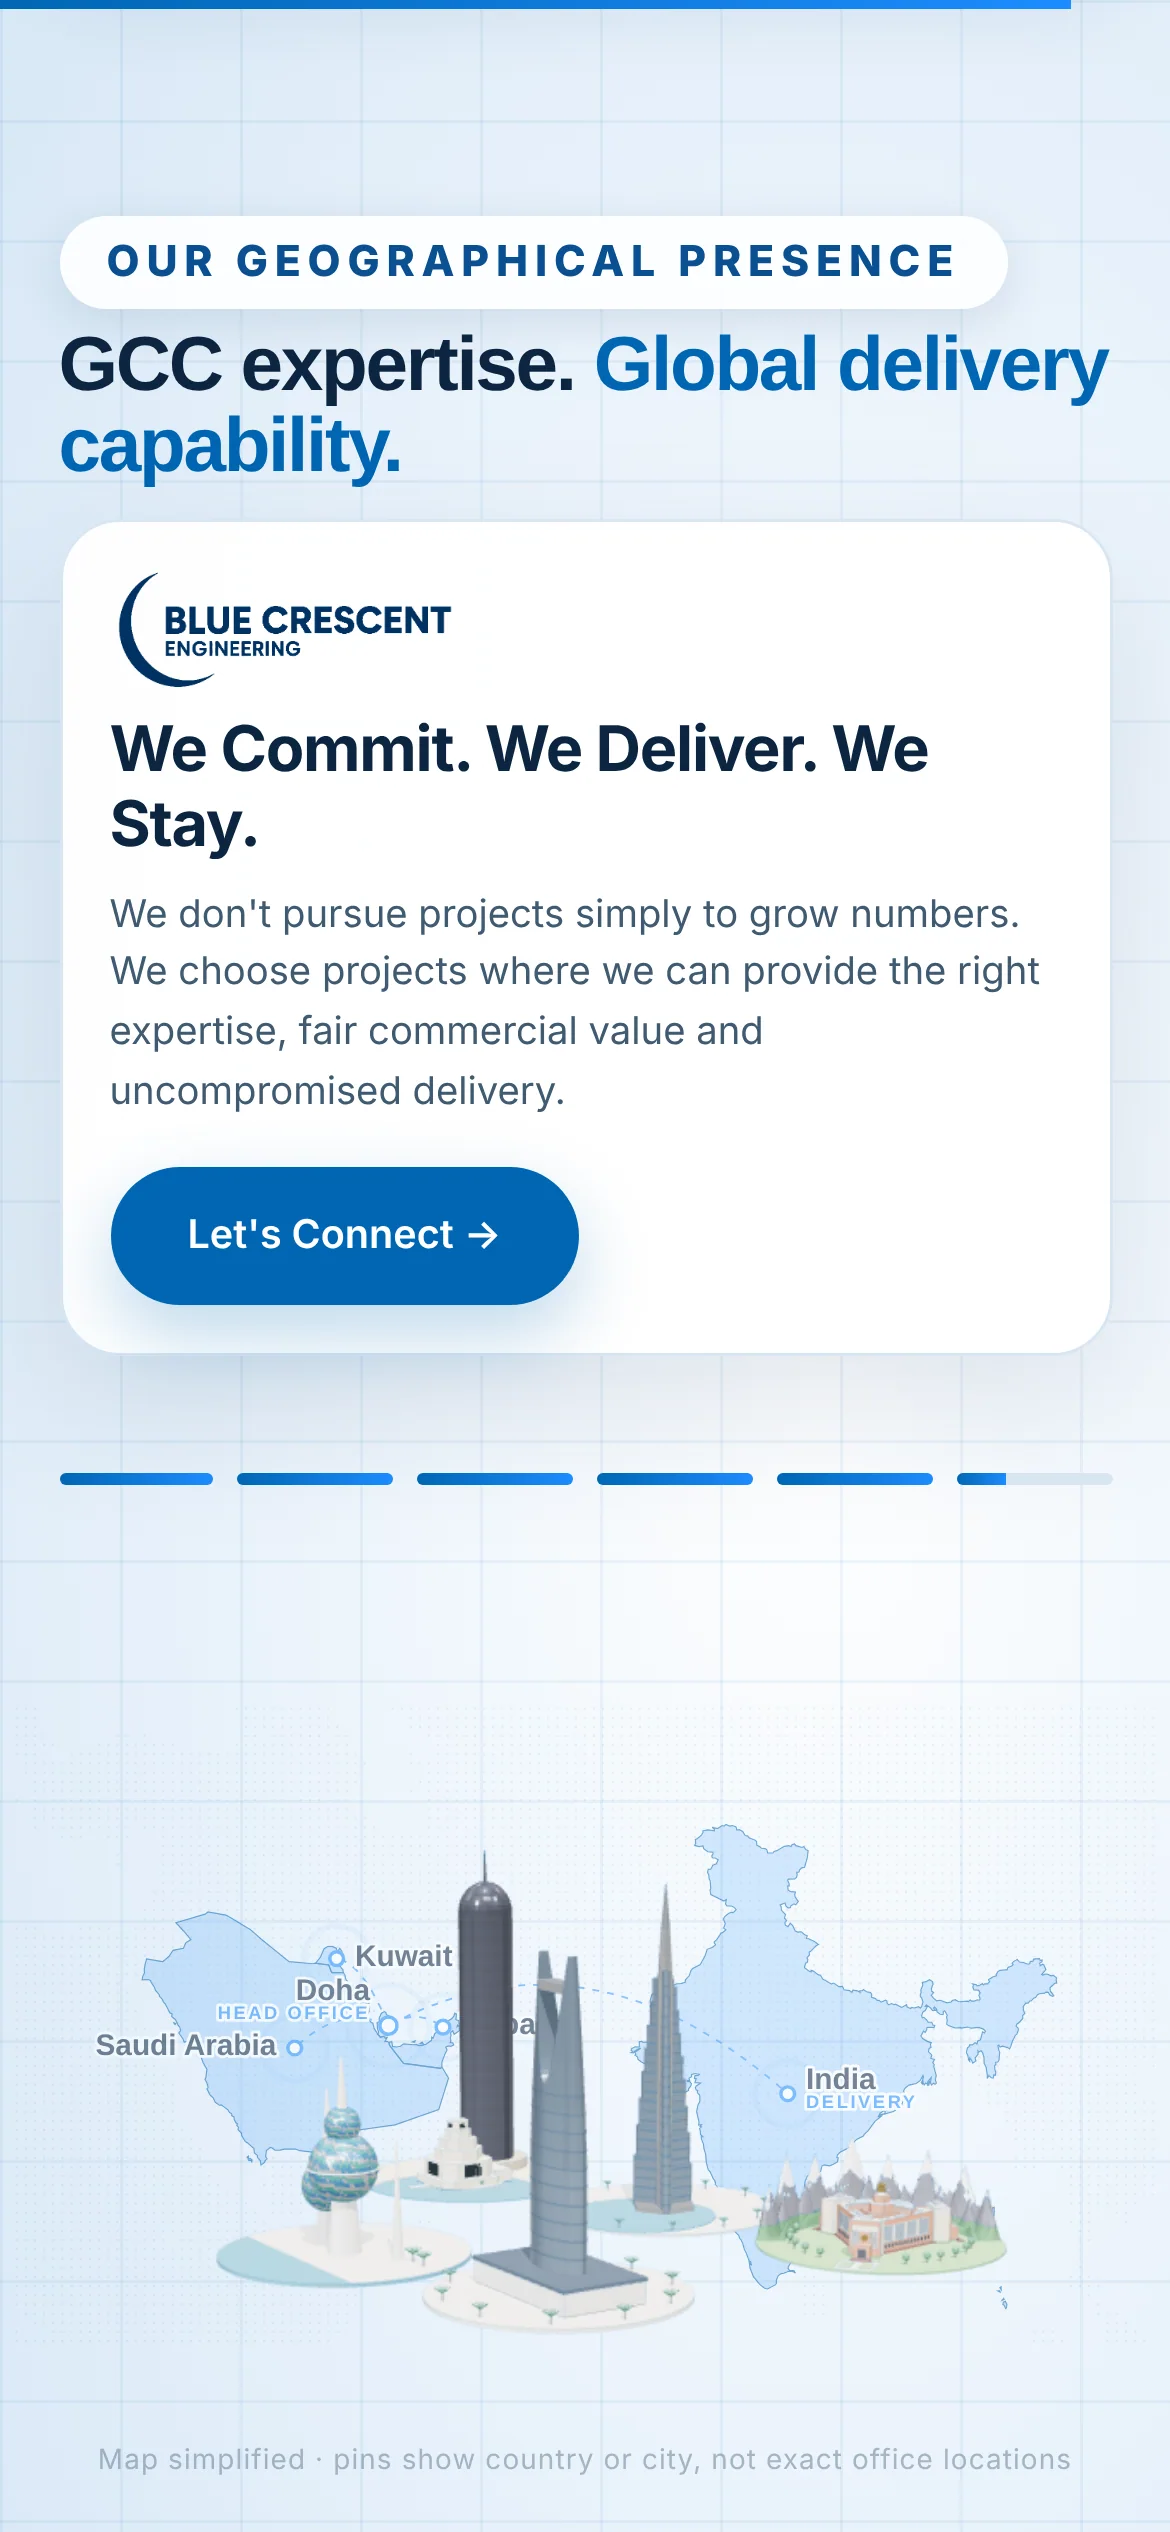 OUR GEOGRAPHICAL PRESENCE
GCC expertise. Global delivery
capability.
BLUE CRESCENT
ENGINEERING
We Commit. We Deliver. We
Stay.
We don't pursue projects simply to grow numbers.
We choose projects where we can provide the right
expertise, fair commercial value and
uncompromised delivery.
Let's Connect →
Kuwait
Doha
HEAD OFFICE
Saudi Arabia
India
DELIVERY
Map simplified · pins show country or city, not exact office locations